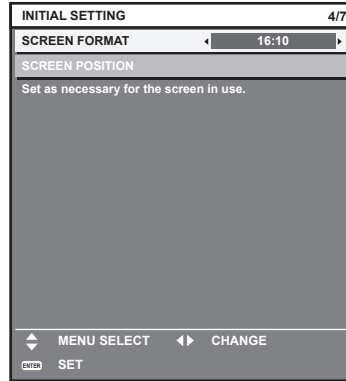 INITIAL SETTING 4/7
SCREEN FORMAT 16:10
SCREEN POSITION
Set as necessary for the screen in use.
MENU SELECT CHANGE
ENTER SET